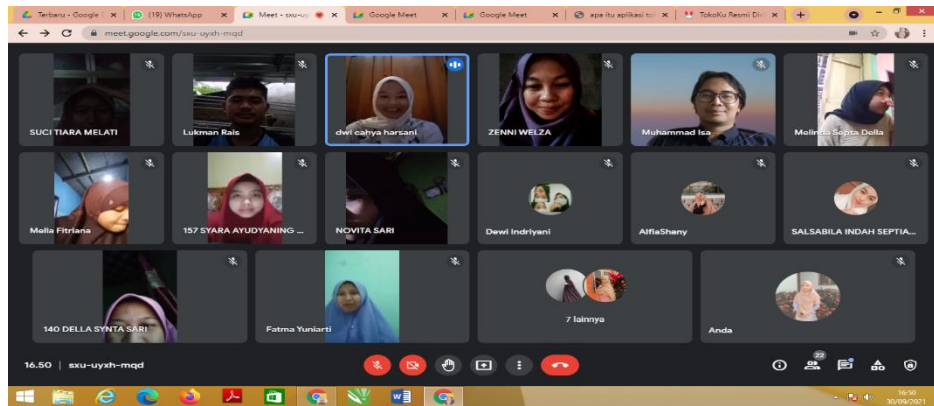 Terbaru - Google
(19) WhatsApp
Meet - sxu-uy
Google Meet
Google Meet
apa itu aplikasi
TokoKu Resmi
meet.google.com/sxu-uyxh-mqd
SUCI TIARA MELATI
Lukman Rais
dwi cahya harsani
ZENNI WELZA
Muhammad Isa
Melinda Septa Della
Melia Fitriana
157 SYARA AYUDYANING ...
NOVITA SARI
Dewi Indriyani
AlfiaShany
SALSABILA INDAH SEPTIA...
140 DELLA SYNTA SARI
Fatma Yuniarti
7 lainnya
Anda
16.50 | sxu-uyxh-mqd
22
16:50
30/09/2021